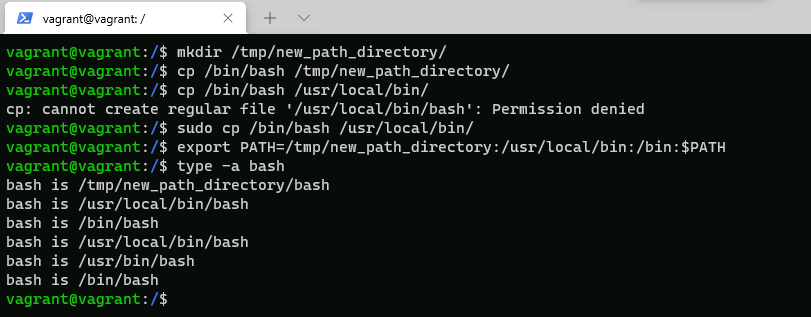 vagrant@vagrant: /
vagrant@vagrant:/$ mkdir /tmp/new_path_directory/
vagrant@vagrant:/$ cp /bin/bash /tmp/new_path_directory/
vagrant@vagrant:/$ cp /bin/bash /usr/local/bin/
cp: cannot create regular file '/usr/local/bin/bash': Permission denied
vagrant@vagrant:/$ sudo cp /bin/bash /usr/local/bin/
vagrant@vagrant:/$ export PATH=/tmp/new_path_directory:/usr/local/bin:/bin:$PATH
vagrant@vagrant:/$ type -a bash
bash is /tmp/new_path_directory/bash
bash is /usr/local/bin/bash
bash is /bin/bash
bash is /usr/local/bin/bash
bash is /usr/bin/bash
bash is /bin/bash
vagrant@vagrant:/$